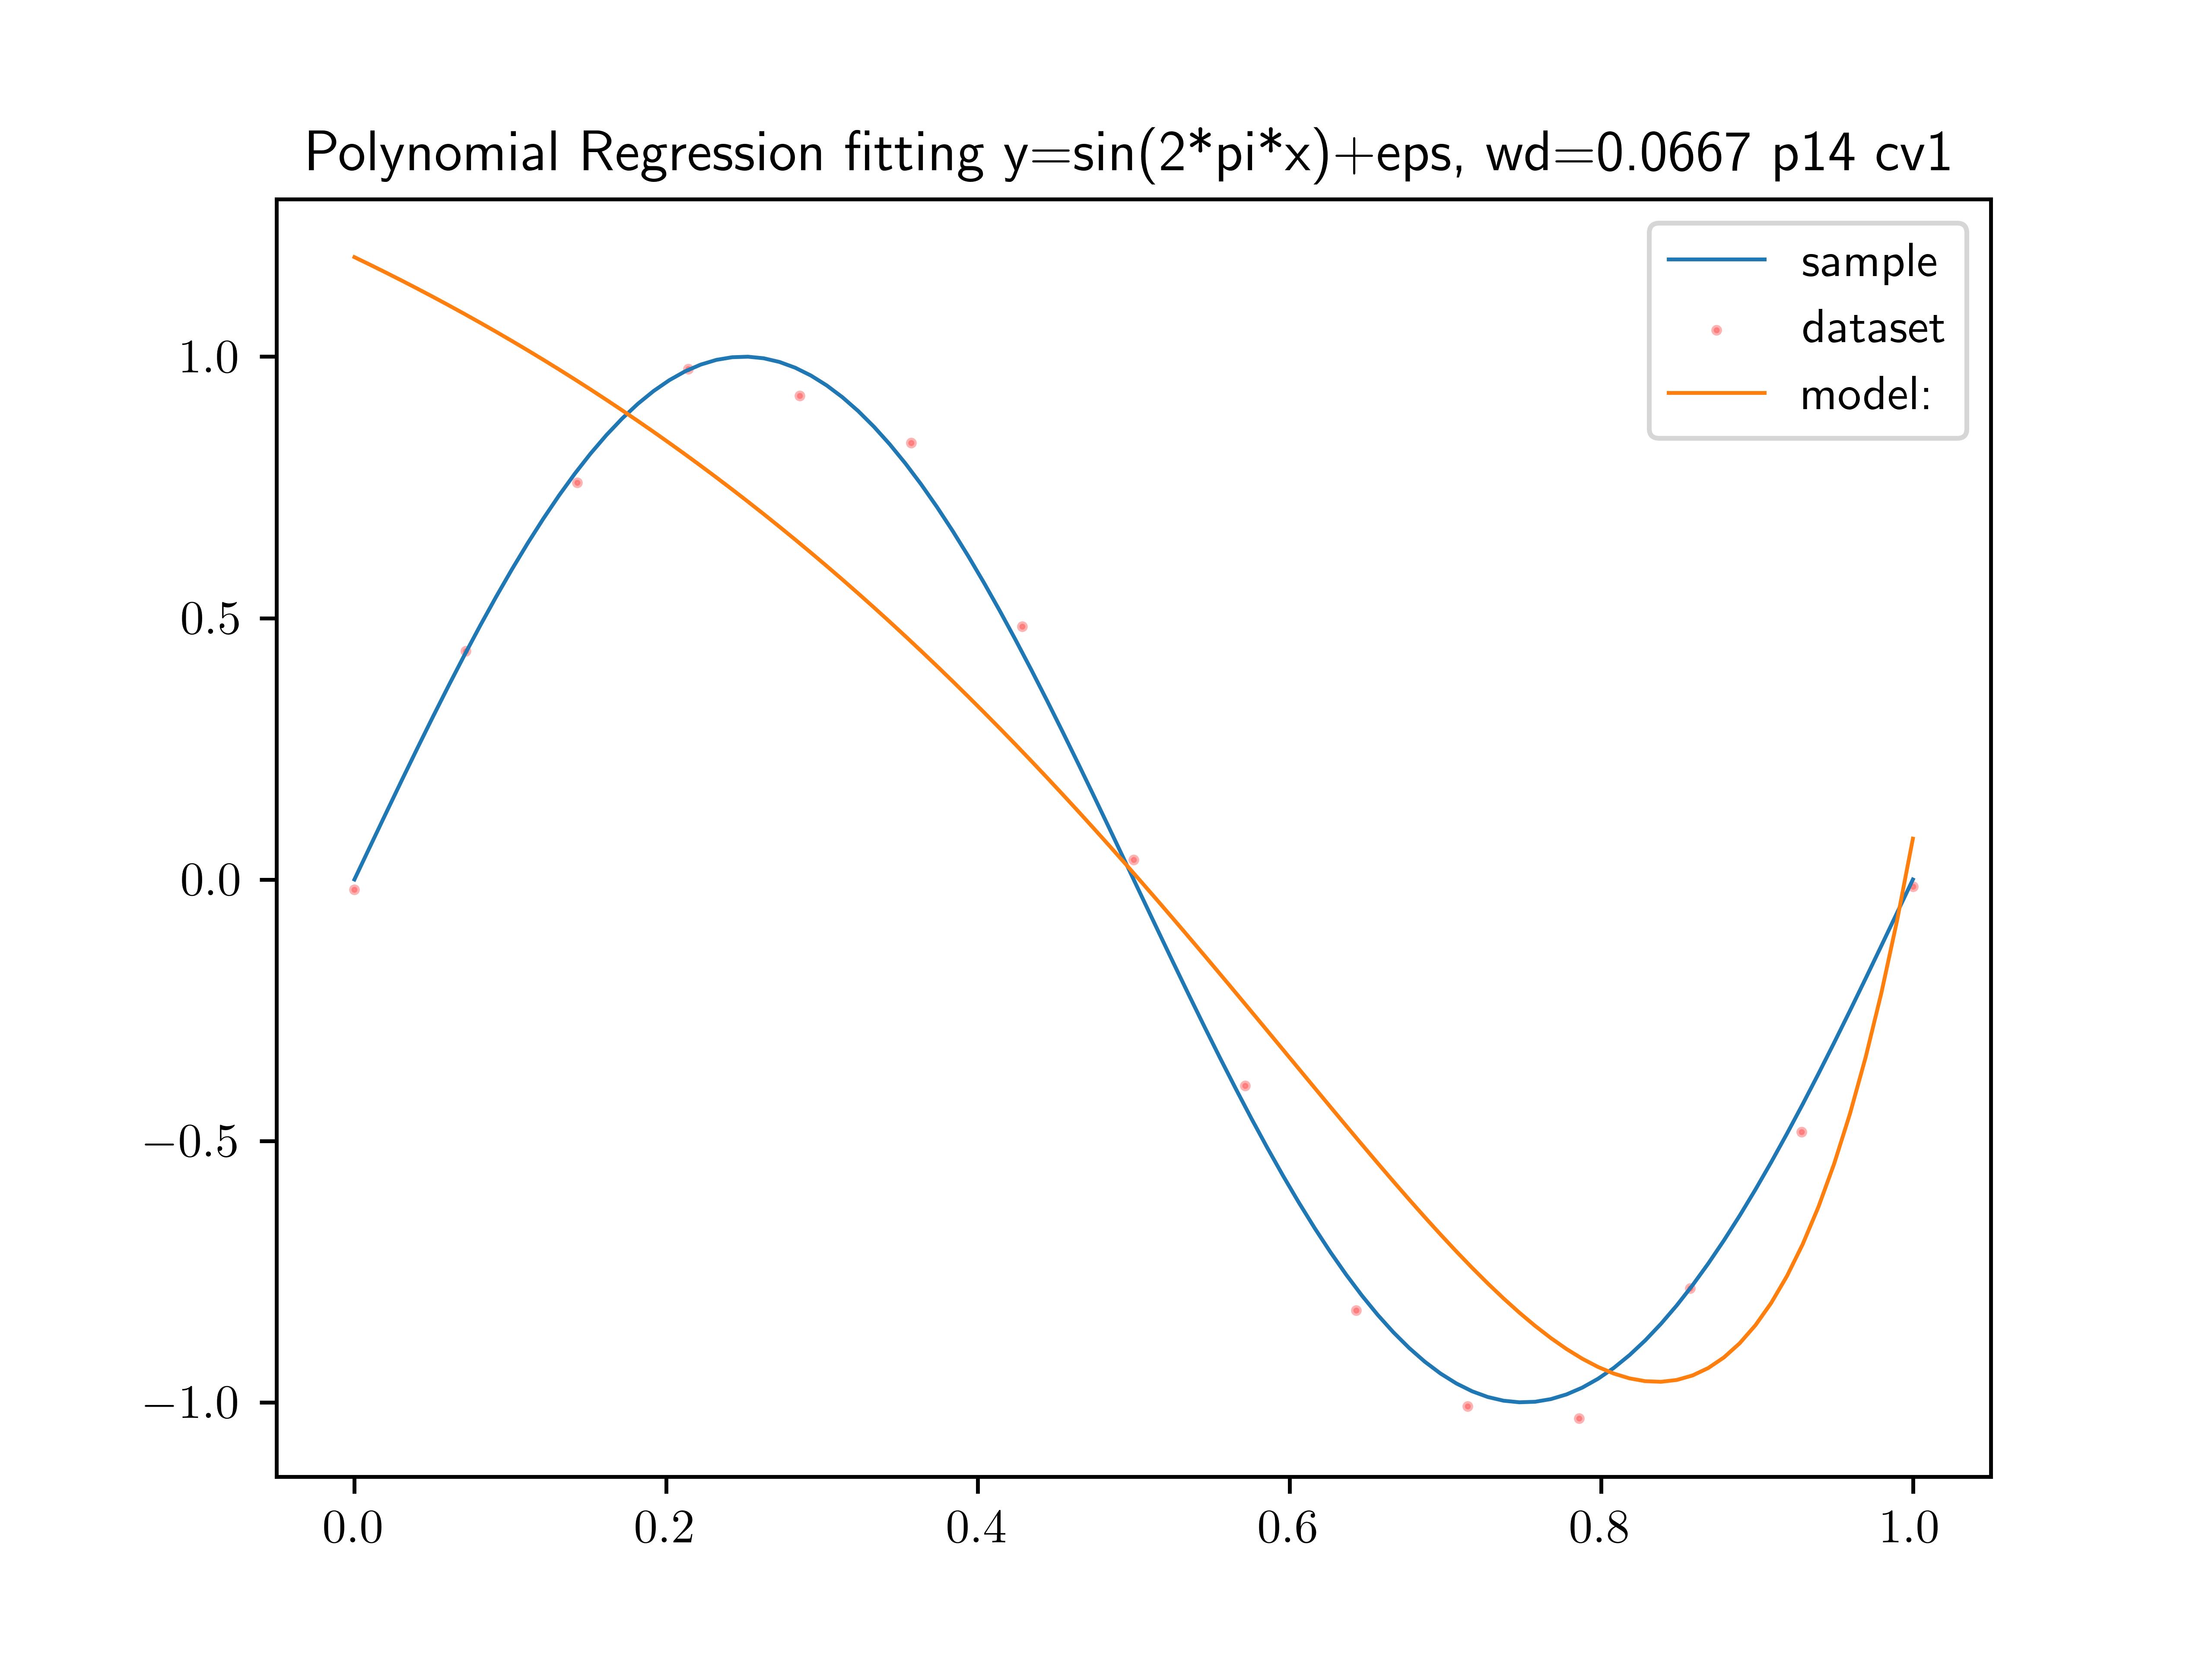 Polynomial Regression fitting y=sin(2*pi*x)+eps, wd=0.0667 p14 cv1
sample
dataset
model:
1.0
0.5
0.0
−0.5
−1.0
0.0 0.2 0.4 0.6 0.8 1.0